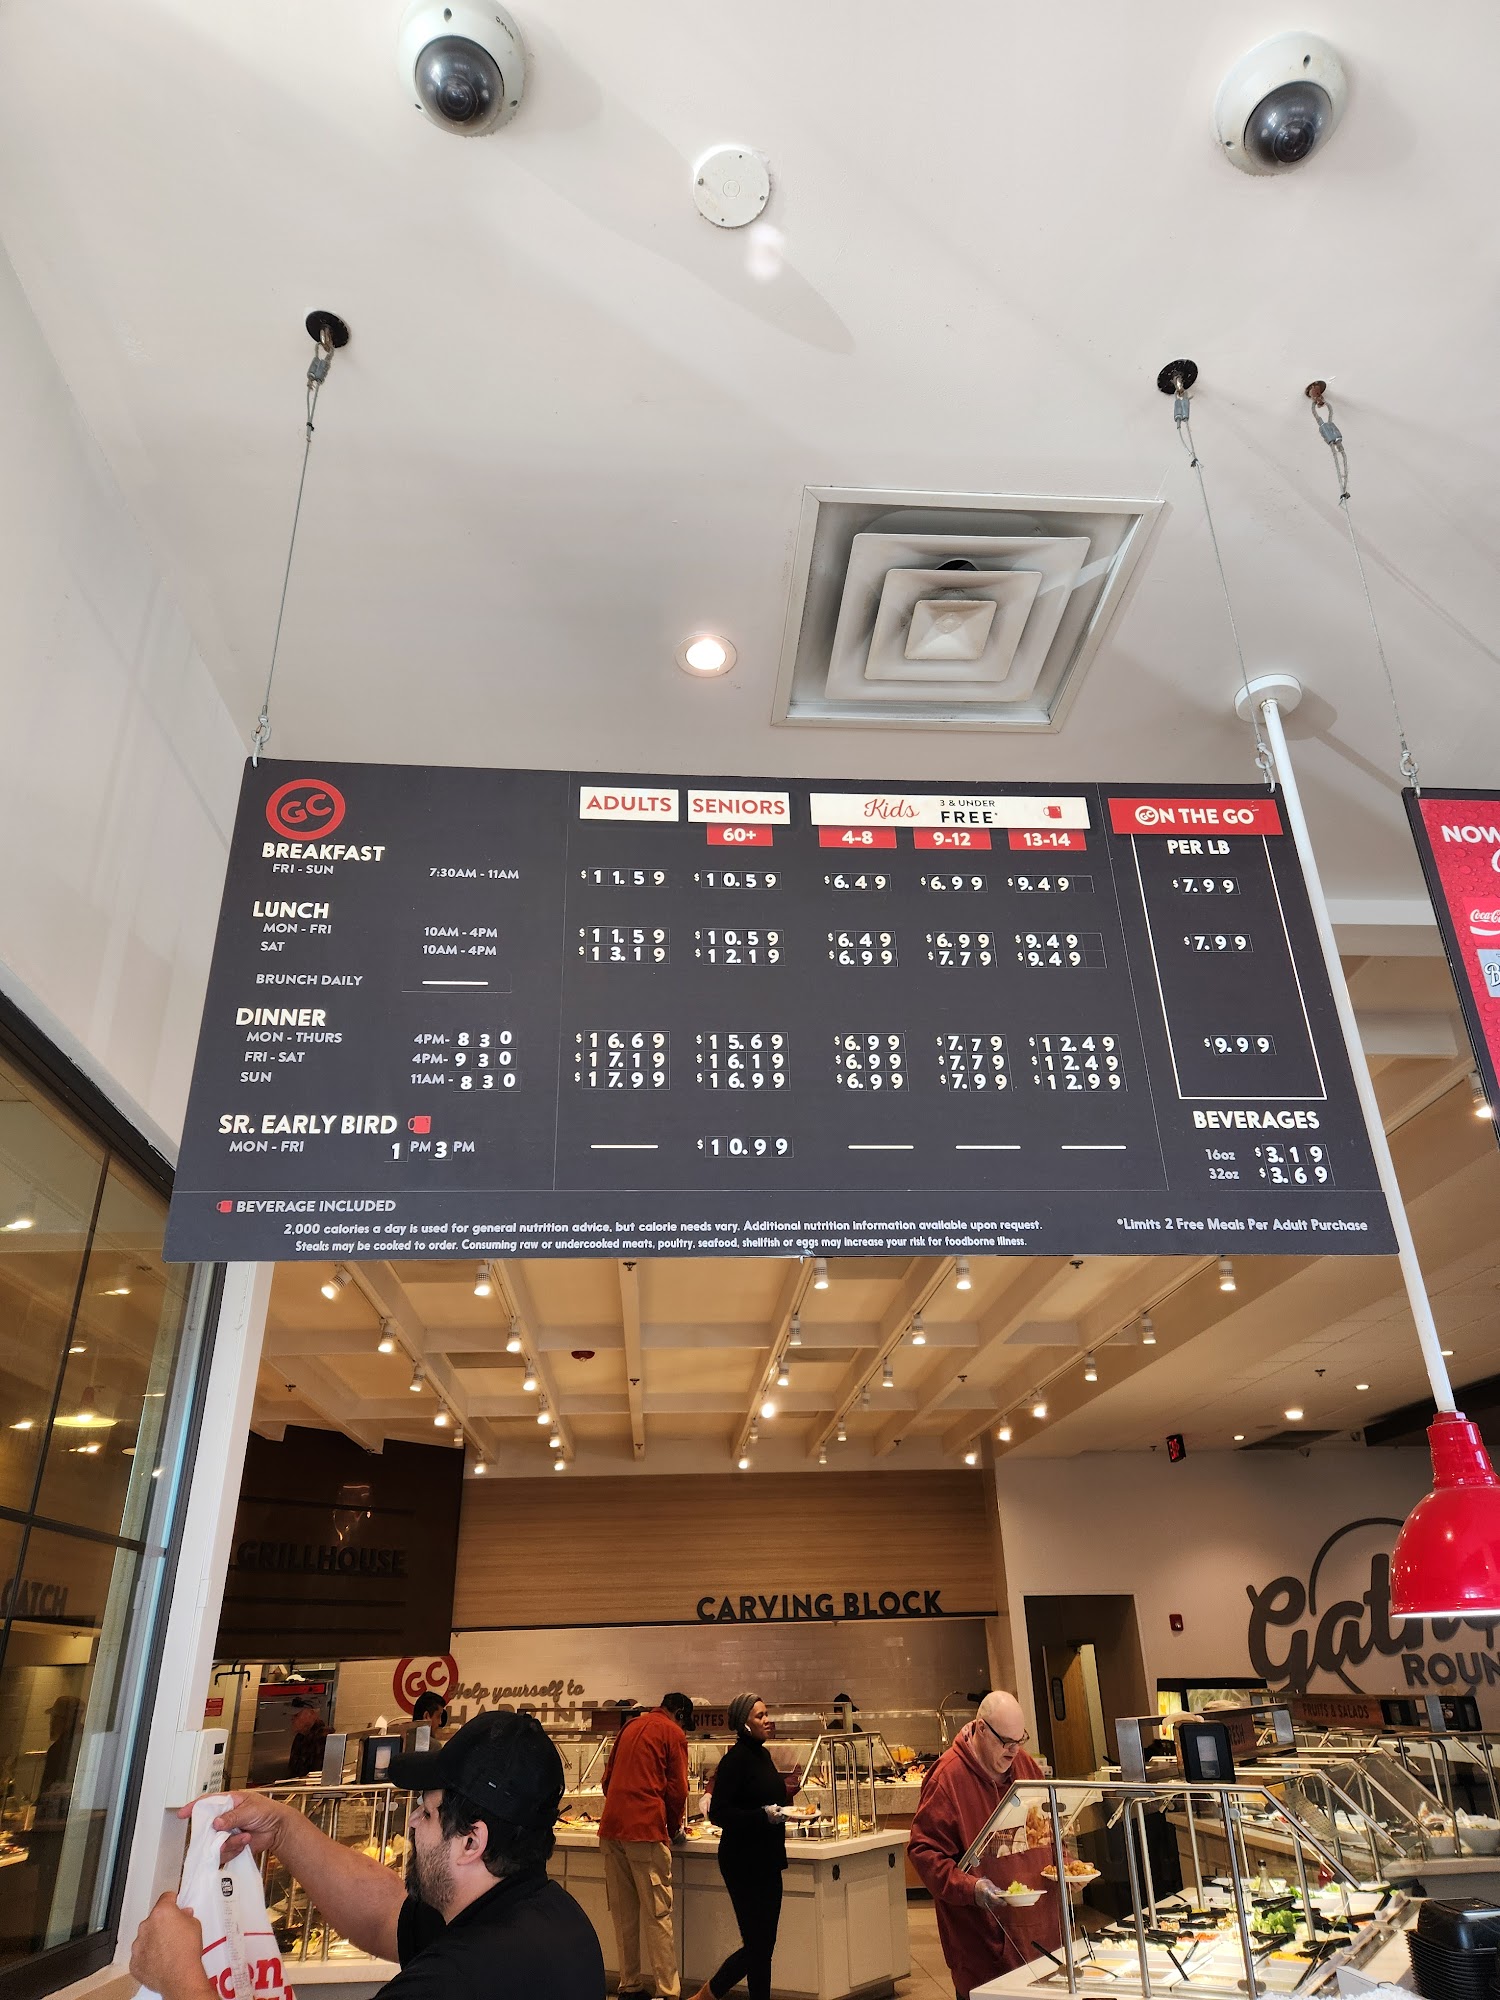 GC
ADULTS SENIORS Kids 3 & UNDER FREE* GC ON THE GO
60+ 4-8 9-12 13-14 PER LB
BREAKFAST
FRI - SUN 7:30AM - 11AM $11.59 $10.59 $6.49 $6.99 $9.49 $7.99
LUNCH
MON - FRI 10AM - 4PM $11.59 $10.59 $6.49 $6.99 $9.49 $7.99
SAT 10AM - 4PM $13.19 $12.19 $6.99 $7.79 $9.49
BRUNCH DAILY
DINNER
MON - THURS 4PM- 830 $16.69 $15.69 $6.99 $7.79 $12.49 $9.99
FRI - SAT 4PM- 930 $17.19 $16.19 $6.99 $7.79 $12.49
SUN 11AM - 830 $17.99 $16.99 $6.99 $7.99 $12.99
SR. EARLY BIRD
MON - FRI 1 PM 3 PM $10.99
BEVERAGES
16oz $3.19
32oz $3.69
BEVERAGE INCLUDED
2,000 calories a day is used for general nutrition advice, but calorie needs vary. Additional nutrition information available upon request.
*Limits 2 Free Meals Per Adult Purchase
Steaks may be cooked to order. Consuming raw or undercooked meats, poultry, seafood, shellfish or eggs may increase your risk for foodborne illness.
NOW
GRILLHOUSE
CATCH
CARVING BLOCK
GC
Help yourself to
HAPPINESS
FRUITS & SALADS